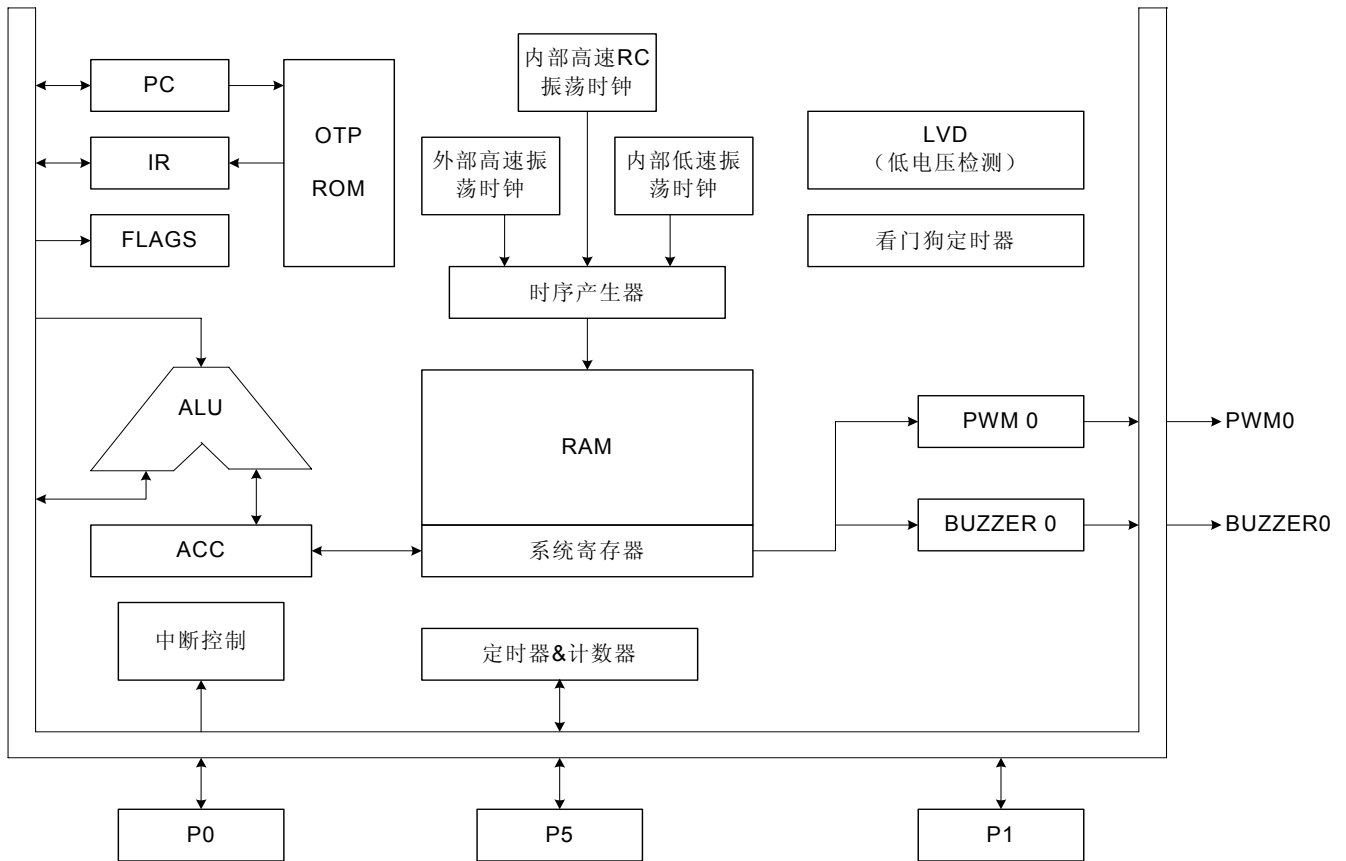 PC
IR
FLAGS
OTP
ROM
内部高速RC
振荡时钟
外部高速振
荡时钟
内部低速振
荡时钟
时序产生器
LVD
（低电压检测）
看门狗定时器
ALU
ACC
RAM
系统寄存器
PWM 0
PWM0
BUZZER 0
BUZZER0
中断控制
定时器&计数器
P0
P5
P1